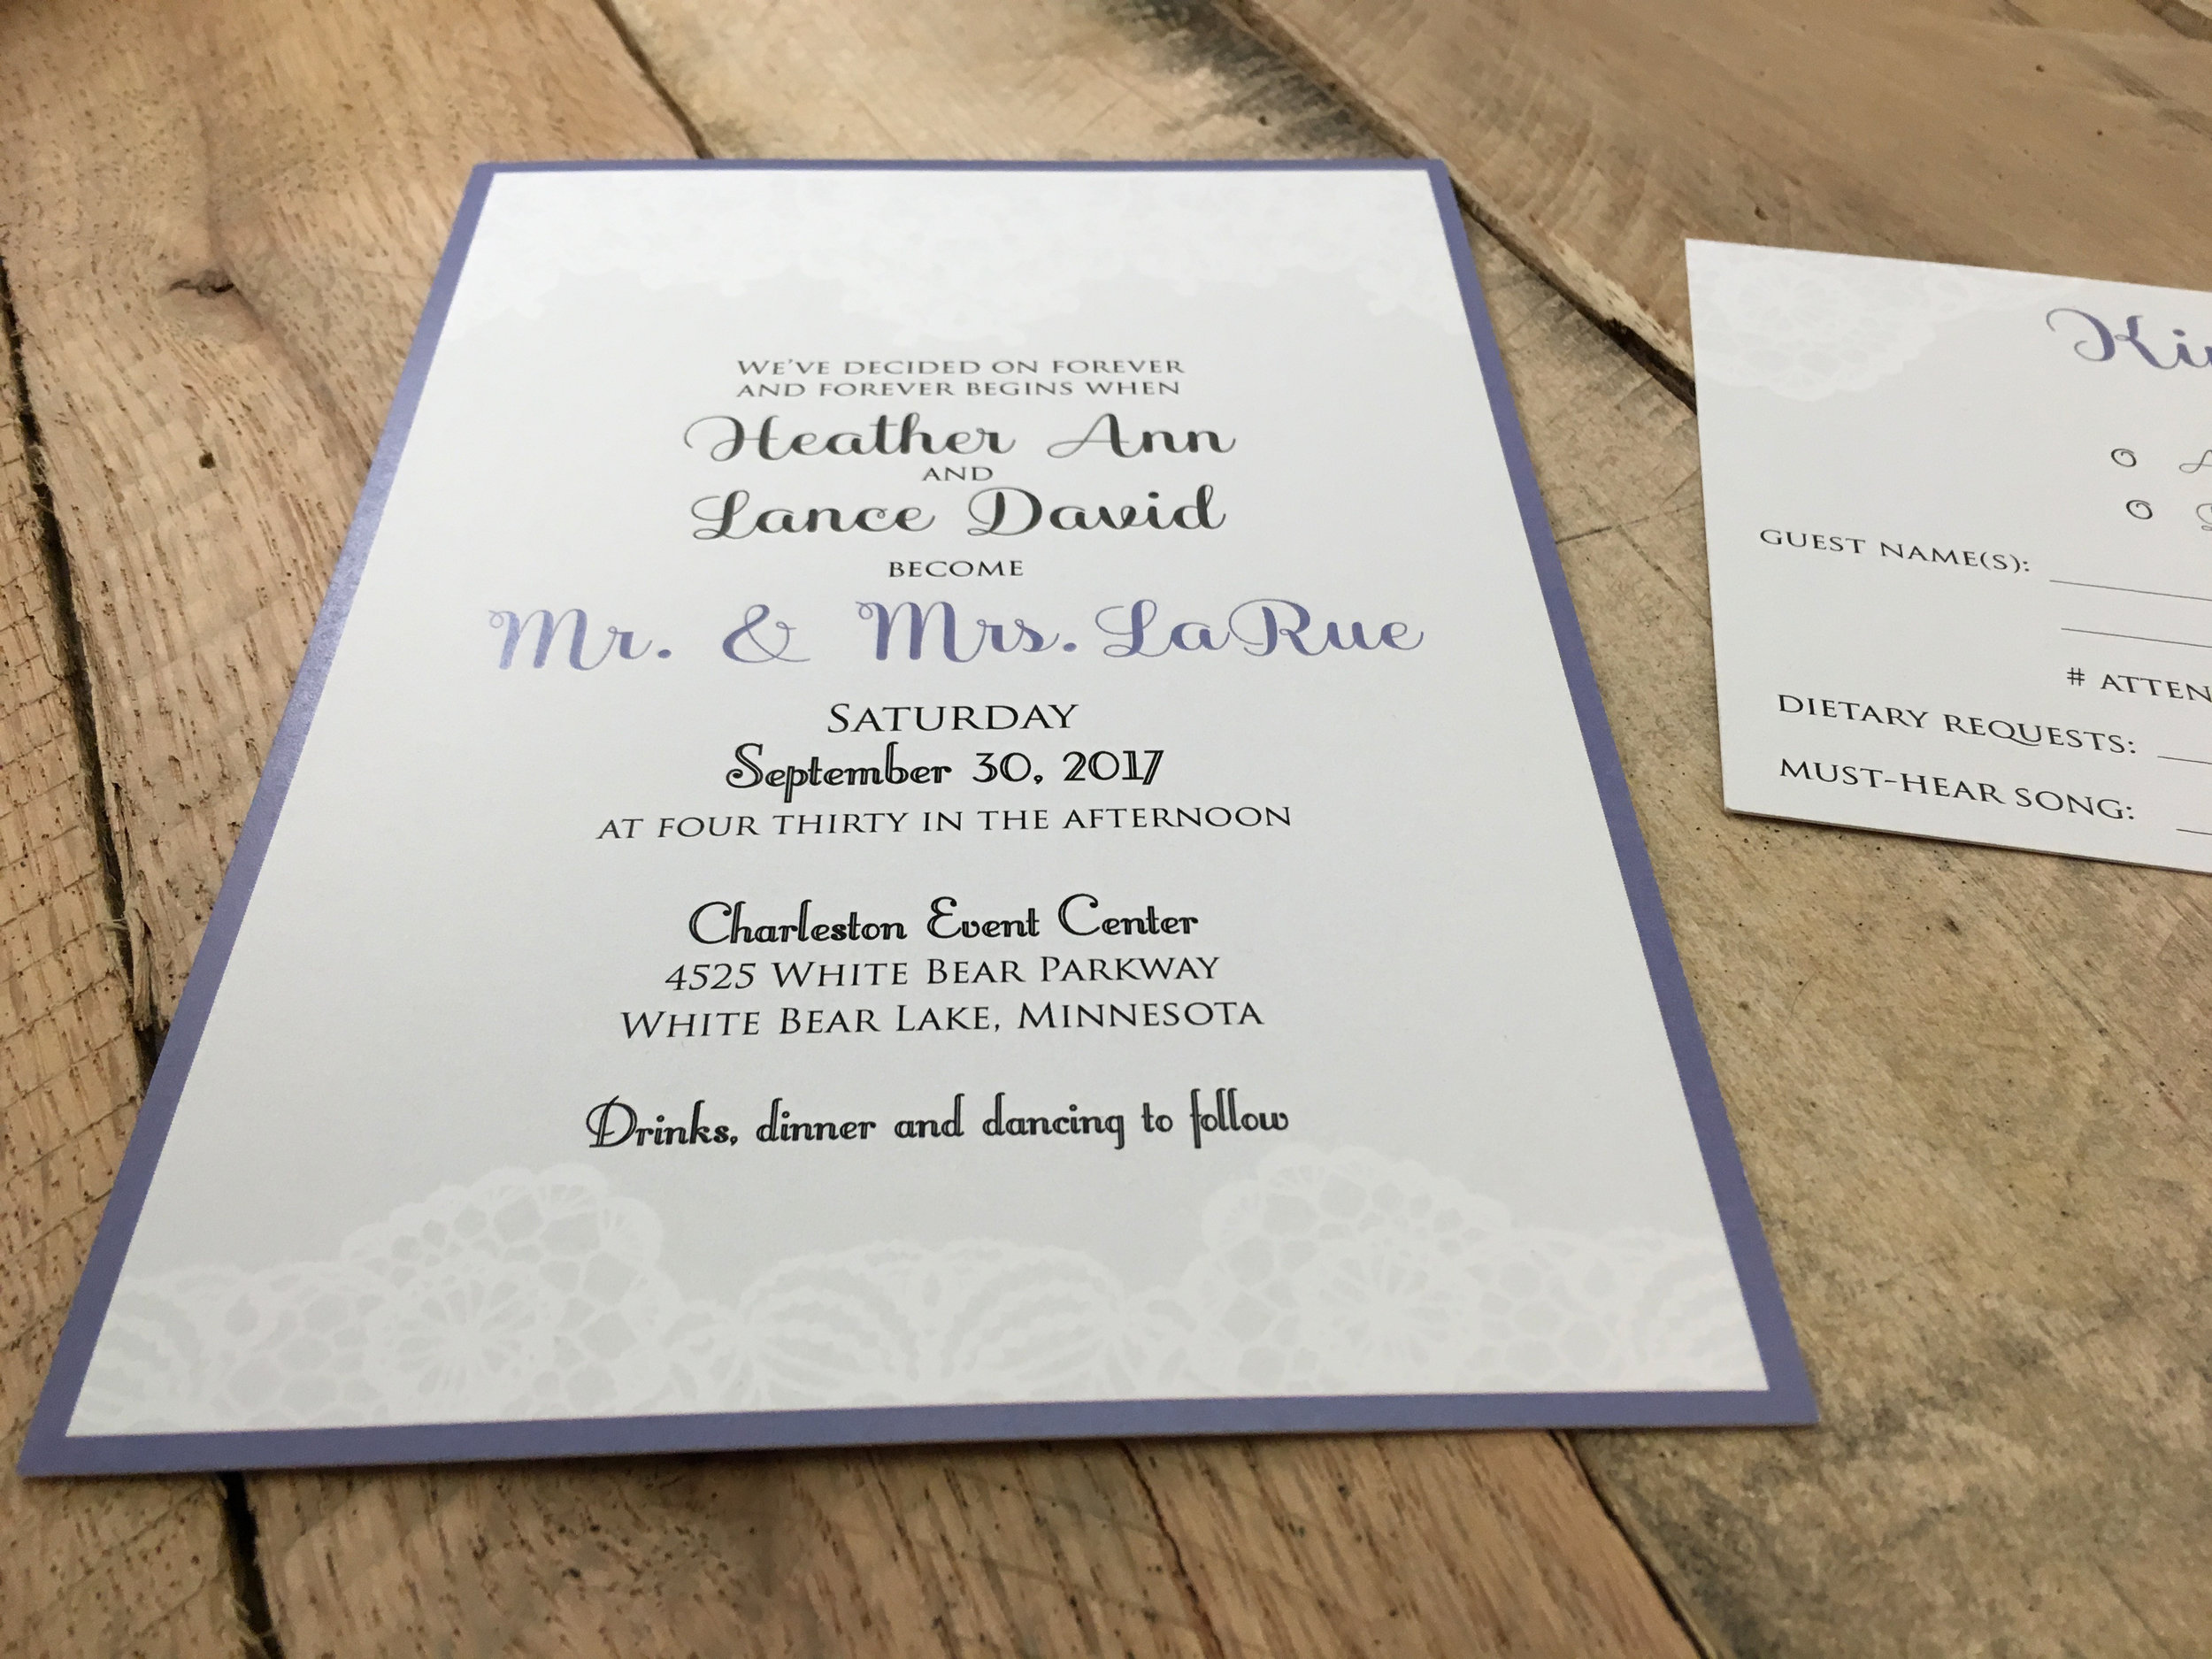 WE'VE DECIDED ON FOREVER
AND FOREVER BEGINS WHEN
Heather Ann
AND
Lance David
BECOME
Mr. & Mrs. LaRue
SATURDAY
September 30, 2017
AT FOUR THIRTY IN THE AFTERNOON
Charleston Event Center
4525 WHITE BEAR PARKWAY
WHITE BEAR LAKE, MINNESOTA
Drinks, dinner and dancing to follow
GUEST NAME(S):
#
DIETARY REQUESTS:
MUST-HEAR SONG: